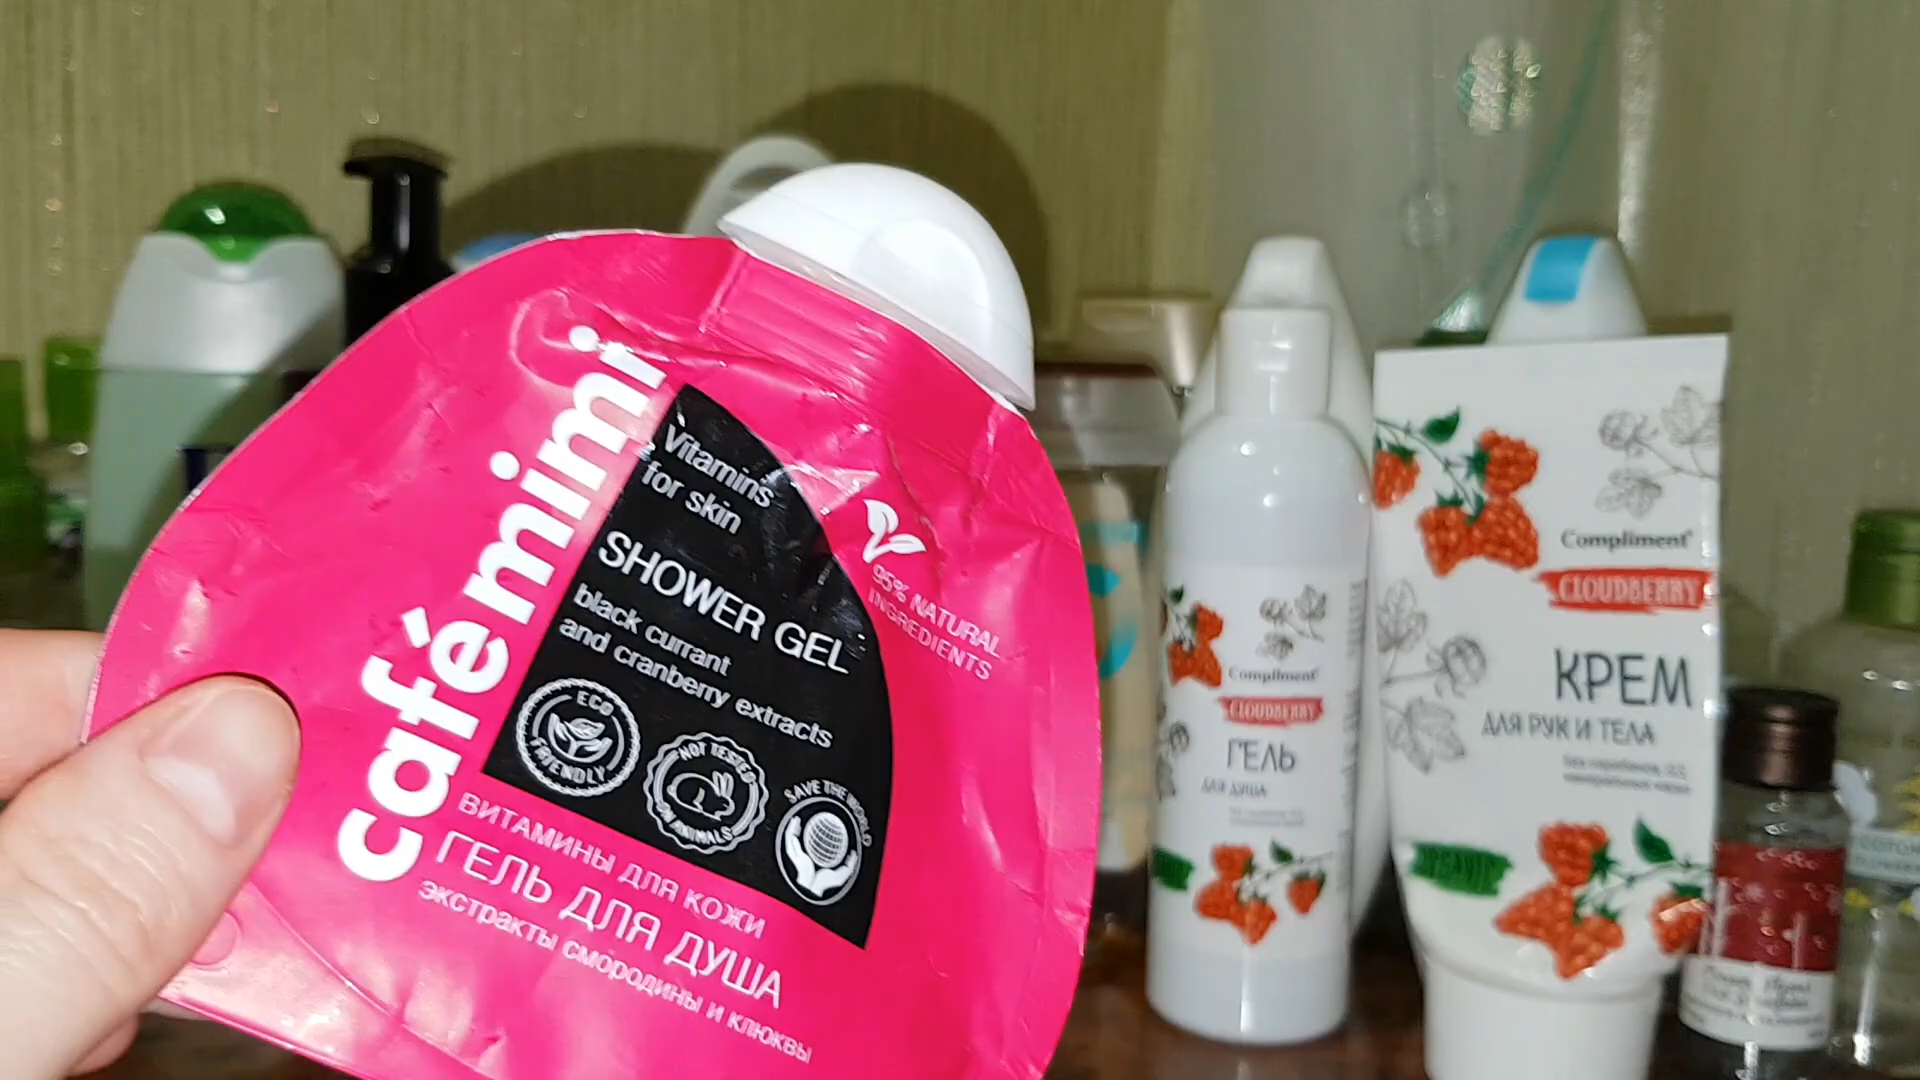 cafémimi
Vitamins
for skin
SHOWER GEL
black currant
and cranberry extracts
ECO
FRIENDLY
NOT TESTED
ON ANIMALS
SAVE THE WORLD
95% NATURAL
INGREDIENTS
ВИТАМИНЫ ДЛЯ КОЖИ
ГЕЛЬ ДЛЯ ДУША
экстракты смородины и клюквы
Compliment
CLOUDBERRY
ГЕЛЬ
ДЛЯ ДУША
Compliment
CLOUDBERRY
КРЕМ
ДЛЯ РУК И ТЕЛА